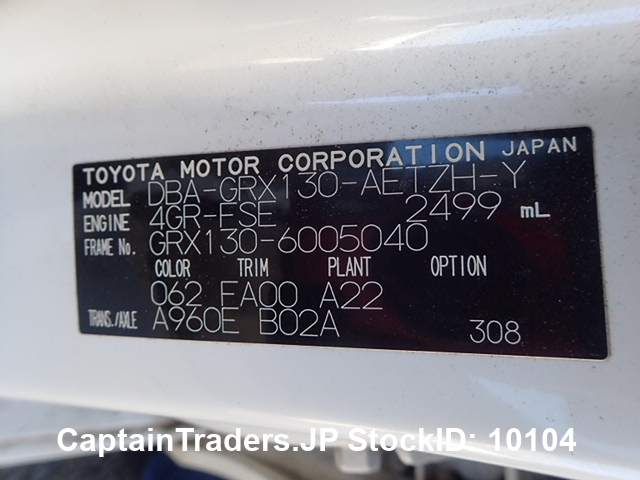 TOYOTA MOTOR CORPORATION JAPAN
MODEL DBA-GRX130-AETZH-Y
ENGINE 4GR-FSE 2499 mL
FRAME No. GRX130-6005040
COLOR TRIM PLANT OPTION
062 FA00 A22
TRANS./AXLE A960E B02A 308
CaptainTraders.JP StockID: 10104